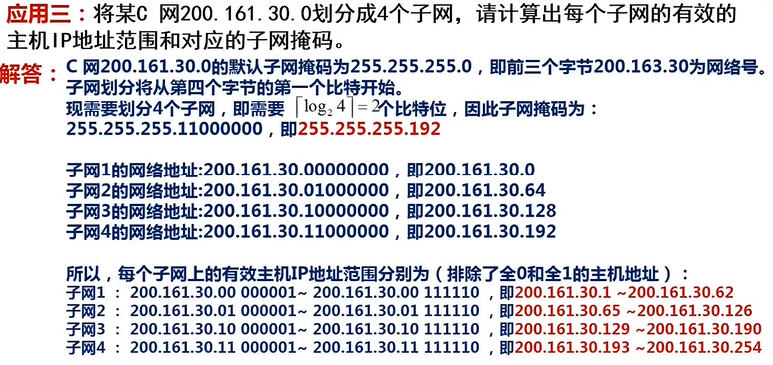 应用三：将某C 网200.161.30.0划分成4个子网，请计算出每个子网的有效的
主机IP地址范围和对应的子网掩码。
解答：C 网200.161.30.0的默认子网掩码为255.255.255.0，即前三个字节200.163.30为网络号。
子网划分将从第四个字节的第一个比特开始。
现需要划分4个子网，即需要 ⌈log₂ 4⌉=2个比特位，因此子网掩码为：
255.255.255.11000000，即255.255.255.192
子网1的网络地址:200.161.30.00000000，即200.161.30.0
子网2的网络地址:200.161.30.01000000，即200.161.30.64
子网3的网络地址:200.161.30.10000000，即200.161.30.128
子网4的网络地址:200.161.30.11000000，即200.161.30.192
所以，每个子网上的有效主机IP地址范围分别为（排除了全0和全1的主机地址）：
子网1 ： 200.161.30.00 000001~ 200.161.30.00 111110 ，即200.161.30.1 ~200.161.30.62
子网2 ： 200.161.30.01 000001~ 200.161.30.01 111110 ，即200.161.30.65 ~200.161.30.126
子网3 ： 200.161.30.10 000001~ 200.161.30.10 111110 ，即200.161.30.129 ~200.161.30.190
子网4 ： 200.161.30.11 000001~ 200.161.30.11 111110 ，即200.161.30.193 ~200.161.30.254